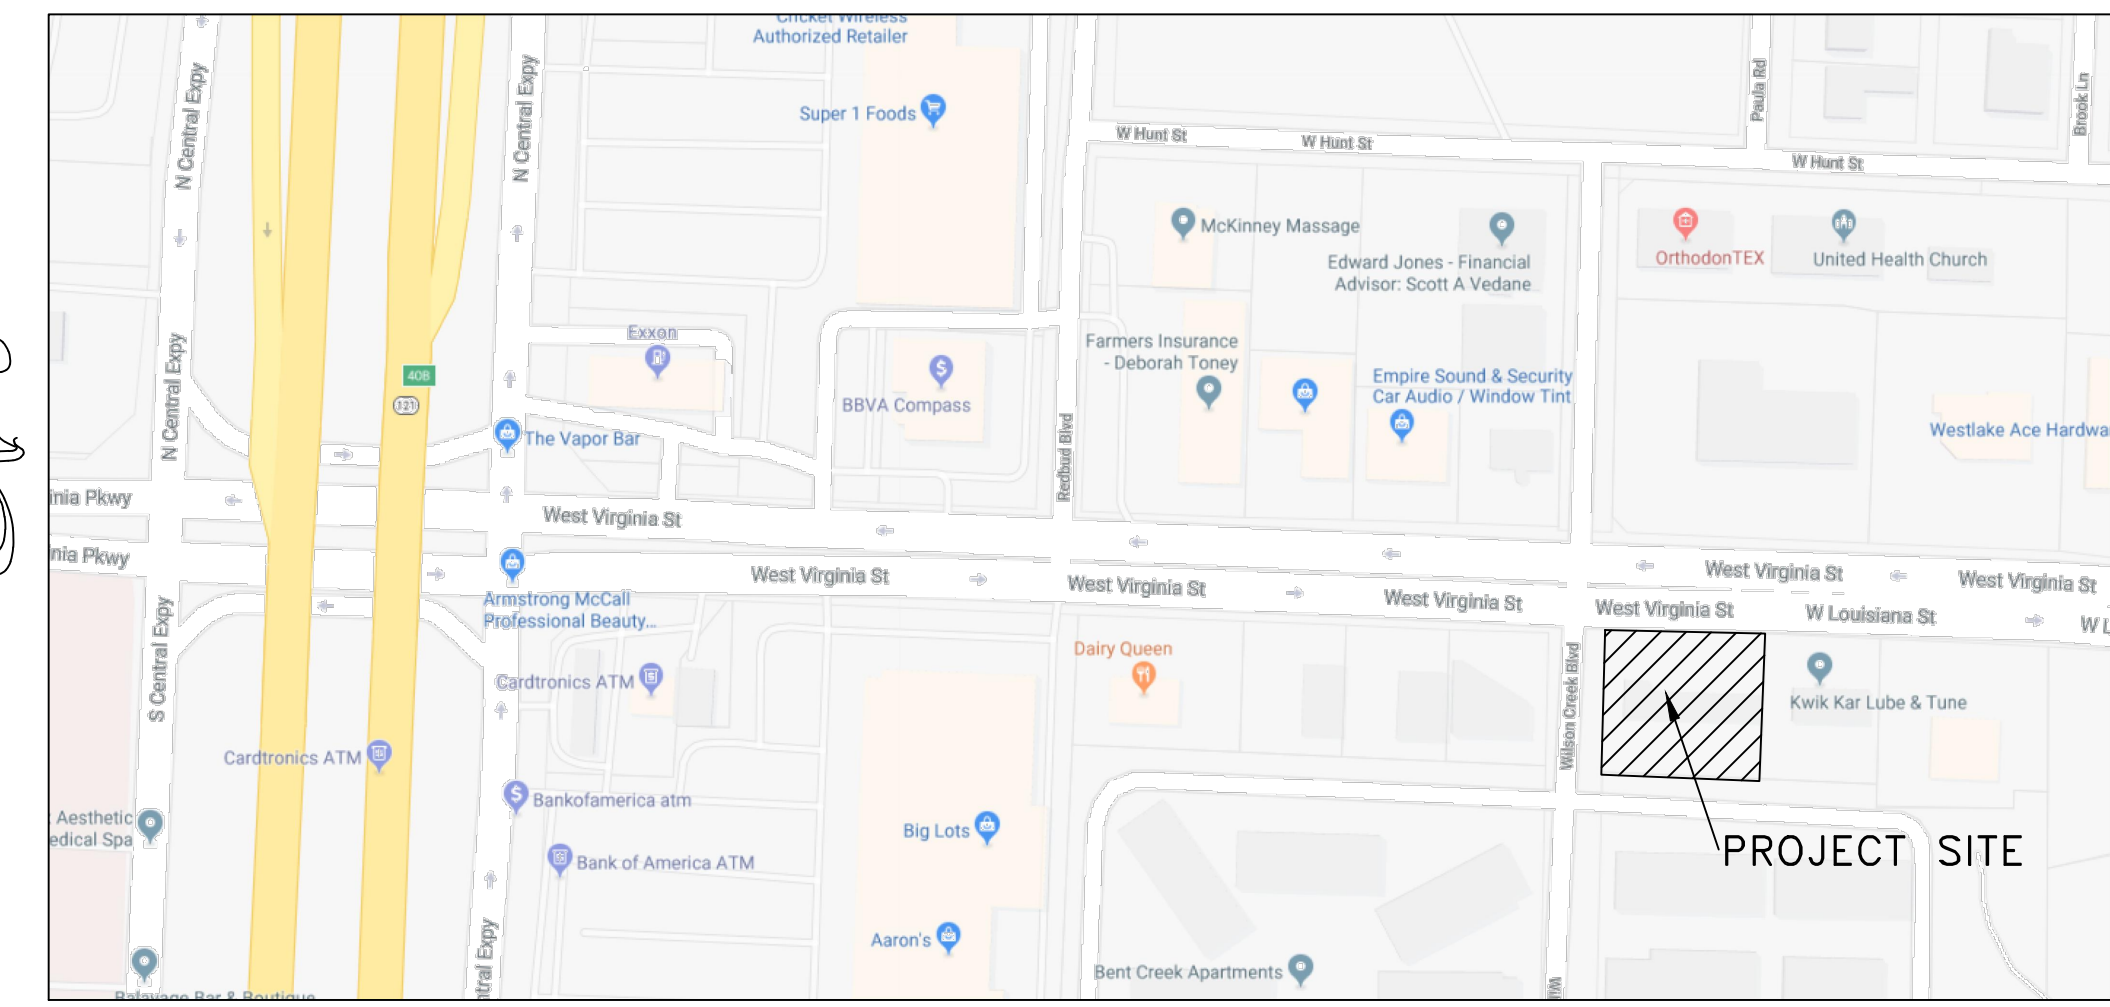 Cricket Wireless
Authorized Retailer
N Central Expy
N Central Expy
Super 1 Foods
Paula Rd
Brook Ln
W Hunt St
W Hunt St
W Hunt St
McKinney Massage
Edward Jones - Financial
Advisor: Scott A Vedane
OrthodonTEX
United Health Church
Exxon
Farmers Insurance
- Deborah Toney
N Central Expy
408
121
BBVA Compass
Empire Sound & Security
Car Audio / Window Tint
Redbud Blvd
The Vapor Bar
Westlake Ace Hardwa
inia Pkwy
West Virginia St
inia Pkwy
West Virginia St
West Virginia St
West Virginia St
West Virginia St
West Virginia St
West Virginia St
W Louisiana St
W L
Armstrong McCall
Professional Beauty...
S Central Expy
Dairy Queen
Wilson Creek Blvd
Cardtronics ATM
Kwik Kar Lube & Tune
Cardtronics ATM
Bankofamerica atm
Aesthetic
edical Spa
Big Lots
PROJECT SITE
Bank of America ATM
Aaron's
ntral Expy
Bent Creek Apartments
Wil
Balayage Bar & Boutique